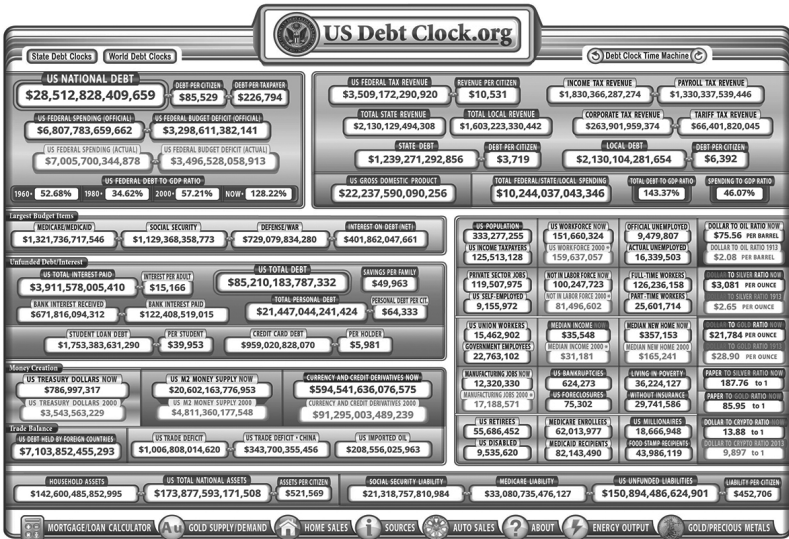 US Debt Clock.org
State Debt Clocks
World Debt Clocks
Debt Clock Time Machine
US NATIONAL DEBT
$28,512,828,409,659
DEBT PER CITIZEN
$85,529
DEBT PER TAXPAYER
$226,794
US FEDERAL SPENDING (OFFICIAL)
$6,807,783,659,662
US FEDERAL BUDGET DEFICIT (OFFICIAL)
$3,298,611,382,141
US FEDERAL SPENDING (ACTUAL)
$7,005,700,344,878
US FEDERAL BUDGET DEFICIT (ACTUAL)
$3,496,528,058,913
US FEDERAL DEBT TO GDP RATIO
1960• 52.68% 1980• 34.62% 2000• 57.21% NOW• 128.22%
US FEDERAL TAX REVENUE
$3,509,172,290,920
REVENUE PER CITIZEN
$10,531
INCOME TAX REVENUE
$1,830,366,287,274
PAYROLL TAX REVENUE
$1,330,337,539,446
TOTAL STATE REVENUE
$2,130,129,494,308
TOTAL LOCAL REVENUE
$1,603,223,330,442
CORPORATE TAX REVENUE
$263,901,959,374
TARIFF TAX REVENUE
$66,401,820,045
STATE DEBT
$1,239,271,292,856
DEBT PER CITIZEN
$3,719
LOCAL DEBT
$2,130,104,281,654
DEBT PER CITIZEN
$6,392
US GROSS DOMESTIC PRODUCT
$22,237,590,090,256
TOTAL FEDERAL/STATE/LOCAL SPENDING
$10,244,037,043,346
TOTAL DEBT TO GDP RATIO
143.37%
SPENDING TO GDP RATIO
46.07%
Largest Budget Items
MEDICARE/MEDICAID
$1,321,736,717,546
SOCIAL SECURITY
$1,129,368,358,773
DEFENSE/WAR
$729,079,834,280
INTEREST ON DEBT (NET)
$401,862,047,661
Unfunded Debt/Interest
US TOTAL INTEREST PAID
$3,911,578,005,410
INTEREST PER ADULT
$15,166
US TOTAL DEBT
$85,210,183,787,332
SAVINGS PER FAMILY
$49,963
BANK INTEREST RECEIVED
$671,816,094,312
BANK INTEREST PAID
$122,408,519,015
TOTAL PERSONAL DEBT
$21,447,044,241,424
PERSONAL DEBT PER CIT.
$64,333
STUDENT LOAN DEBT
$1,753,383,631,290
PER STUDENT
$39,953
CREDIT CARD DEBT
$959,020,828,070
PER HOLDER
$5,981
Money Creation
US TREASURY DOLLARS NOW
$786,997,317
US TREASURY DOLLARS 2000
$3,543,563,229
US M2 MONEY SUPPLY NOW
$20,602,163,776,953
US M2 MONEY SUPPLY 2000
$4,811,360,177,548
CURRENCY AND CREDIT DERIVATIVES NOW
$594,541,636,076,575
CURRENCY AND CREDIT DERIVATIVES 2000
$91,295,003,489,239
Trade Balance
US DEBT HELD BY FOREIGN COUNTRIES
$7,103,852,455,293
US TRADE DEFICIT
$1,006,808,014,620
US TRADE DEFICIT • CHINA
$343,700,355,456
US IMPORTED OIL
$208,556,025,963
US POPULATION
333,277,255
US WORKFORCE NOW
151,660,324
OFFICIAL UNEMPLOYED
9,479,807
DOLLAR TO OIL RATIO NOW
$75.56 PER BARREL
US INCOME TAXPAYERS
125,513,128
US WORKFORCE 2000
159,637,057
ACTUAL UNEMPLOYED
16,339,503
DOLLAR TO OIL RATIO 1913
$2.08 PER BARREL
PRIVATE SECTOR JOBS
119,507,975
NOT IN LABOR FORCE NOW
100,247,723
FULL-TIME WORKERS
126,236,158
DOLLAR TO SILVER RATIO NOW
$3,081 PER OUNCE
US SELF-EMPLOYED
9,155,972
NOT IN LABOR FORCE 2000
81,496,602
PART-TIME WORKERS
25,601,714
DOLLAR TO SILVER RATIO 1913
$2.65 PER OUNCE
US UNION WORKERS
15,462,902
MEDIAN INCOME NOW
$35,548
MEDIAN NEW HOME NOW
$357,153
DOLLAR TO GOLD RATIO NOW
$21,784 PER OUNCE
GOVERNMENT EMPLOYEES
22,763,102
MEDIAN INCOME 2000
$31,181
MEDIAN NEW HOME 2000
$165,241
DOLLAR TO GOLD RATIO 1913
$28.90 PER OUNCE
MANUFACTURING JOBS NOW
12,320,330
US BANKRUPTCIES
624,273
LIVING IN POVERTY
36,224,127
PAPER TO SILVER RATIO NOW
187.76 to 1
MANUFACTURING JOBS 2000
17,188,571
US FORECLOSURES
75,302
WITHOUT INSURANCE
29,741,586
PAPER TO GOLD RATIO NOW
85.95 to 1
US RETIREES
55,686,452
MEDICARE ENROLLEES
62,013,977
US MILLIONAIRES
18,666,948
DOLLAR TO CRYPTO RATIO NOW
13.88 to 1
US DISABLED
9,535,620
MEDICAID RECIPIENTS
82,143,490
FOOD STAMP RECIPIENTS
43,986,119
DOLLAR TO CRYPTO RATIO 2013
9,897 to 1
HOUSEHOLD ASSETS
$142,600,485,852,995
US TOTAL NATIONAL ASSETS
$173,877,593,171,508
ASSETS PER CITIZEN
$521,569
SOCIAL SECURITY LIABILITY
$21,318,757,810,984
MEDICARE LIABILITY
$33,080,735,476,127
US UNFUNDED LIABILITIES
$150,894,486,624,901
LIABILITY PER CITIZEN
$452,706
MORTGAGE/LOAN CALCULATOR
Au GOLD SUPPLY/DEMAND
HOME SALES
i SOURCES
AUTO SALES
? ABOUT
ENERGY OUTPUT
GOLD/PRECIOUS METALS